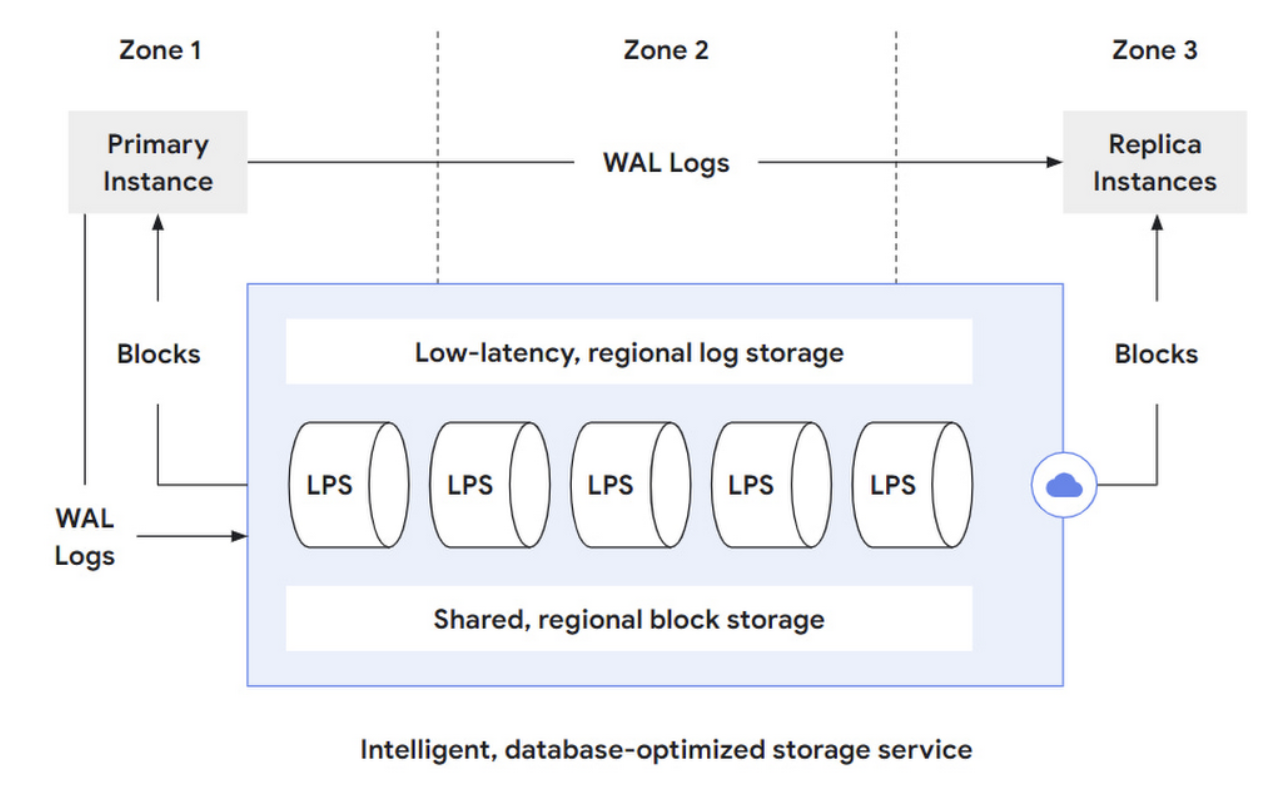 Zone 1
Zone 2
Zone 3
Primary
Instance
WAL Logs
Replica
Instances
Blocks
Low-latency, regional log storage
Blocks
LPS
LPS
LPS
LPS
LPS
WAL
Logs
Shared, regional block storage
Intelligent, database-optimized storage service